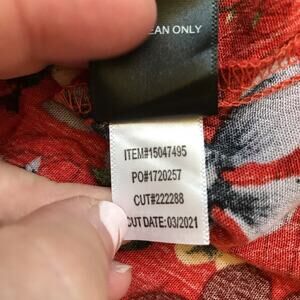 EAN ONLY
ITEM#15047495
PO#1720257
CUT#222288
CUT DATE: 03/2021